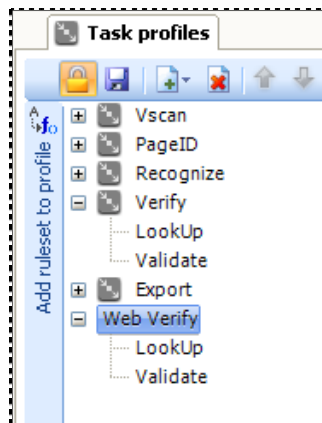 Task profiles
Add ruleset to profile
Vscan
PageID
Recognize
Verify
LookUp
Validate
Export
Web Verify
LookUp
Validate